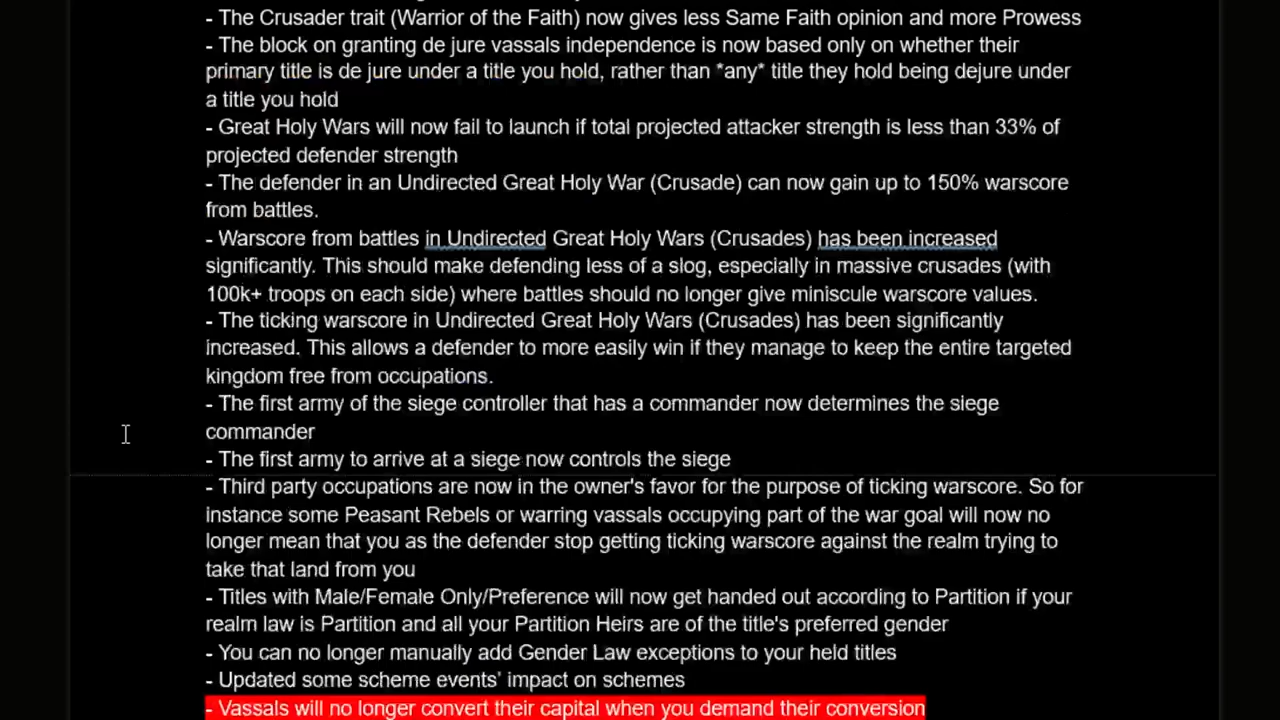 - The Crusader trait (Warrior of the Faith) now gives less Same Faith opinion and more Prowess
- The block on granting de jure vassals independence is now based only on whether their
primary title is de jure under a title you hold, rather than *any* title they hold being dejure under
a title you hold
- Great Holy Wars will now fail to launch if total projected attacker strength is less than 33% of
projected defender strength
- The defender in an Undirected Great Holy War (Crusade) can now gain up to 150% warscore
from battles.
- Warscore from battles in Undirected Great Holy Wars (Crusades) has been increased
significantly. This should make defending less of a slog, especially in massive crusades (with
100k+ troops on each side) where battles should no longer give miniscule warscore values.
- The ticking warscore in Undirected Great Holy Wars (Crusades) has been significantly
increased. This allows a defender to more easily win if they manage to keep the entire targeted
kingdom free from occupations.
- The first army of the siege controller that has a commander now determines the siege
commander
- The first army to arrive at a siege now controls the siege
- Third party occupations are now in the owner's favor for the purpose of ticking warscore. So for
instance some Peasant Rebels or warring vassals occupying part of the war goal will now no
longer mean that you as the defender stop getting ticking warscore against the realm trying to
take that land from you
- Titles with Male/Female Only/Preference will now get handed out according to Partition if your
realm law is Partition and all your Partition Heirs are of the title's preferred gender
- You can no longer manually add Gender Law exceptions to your held titles
- Updated some scheme events' impact on schemes
- Vassals will no longer convert their capital when you demand their conversion